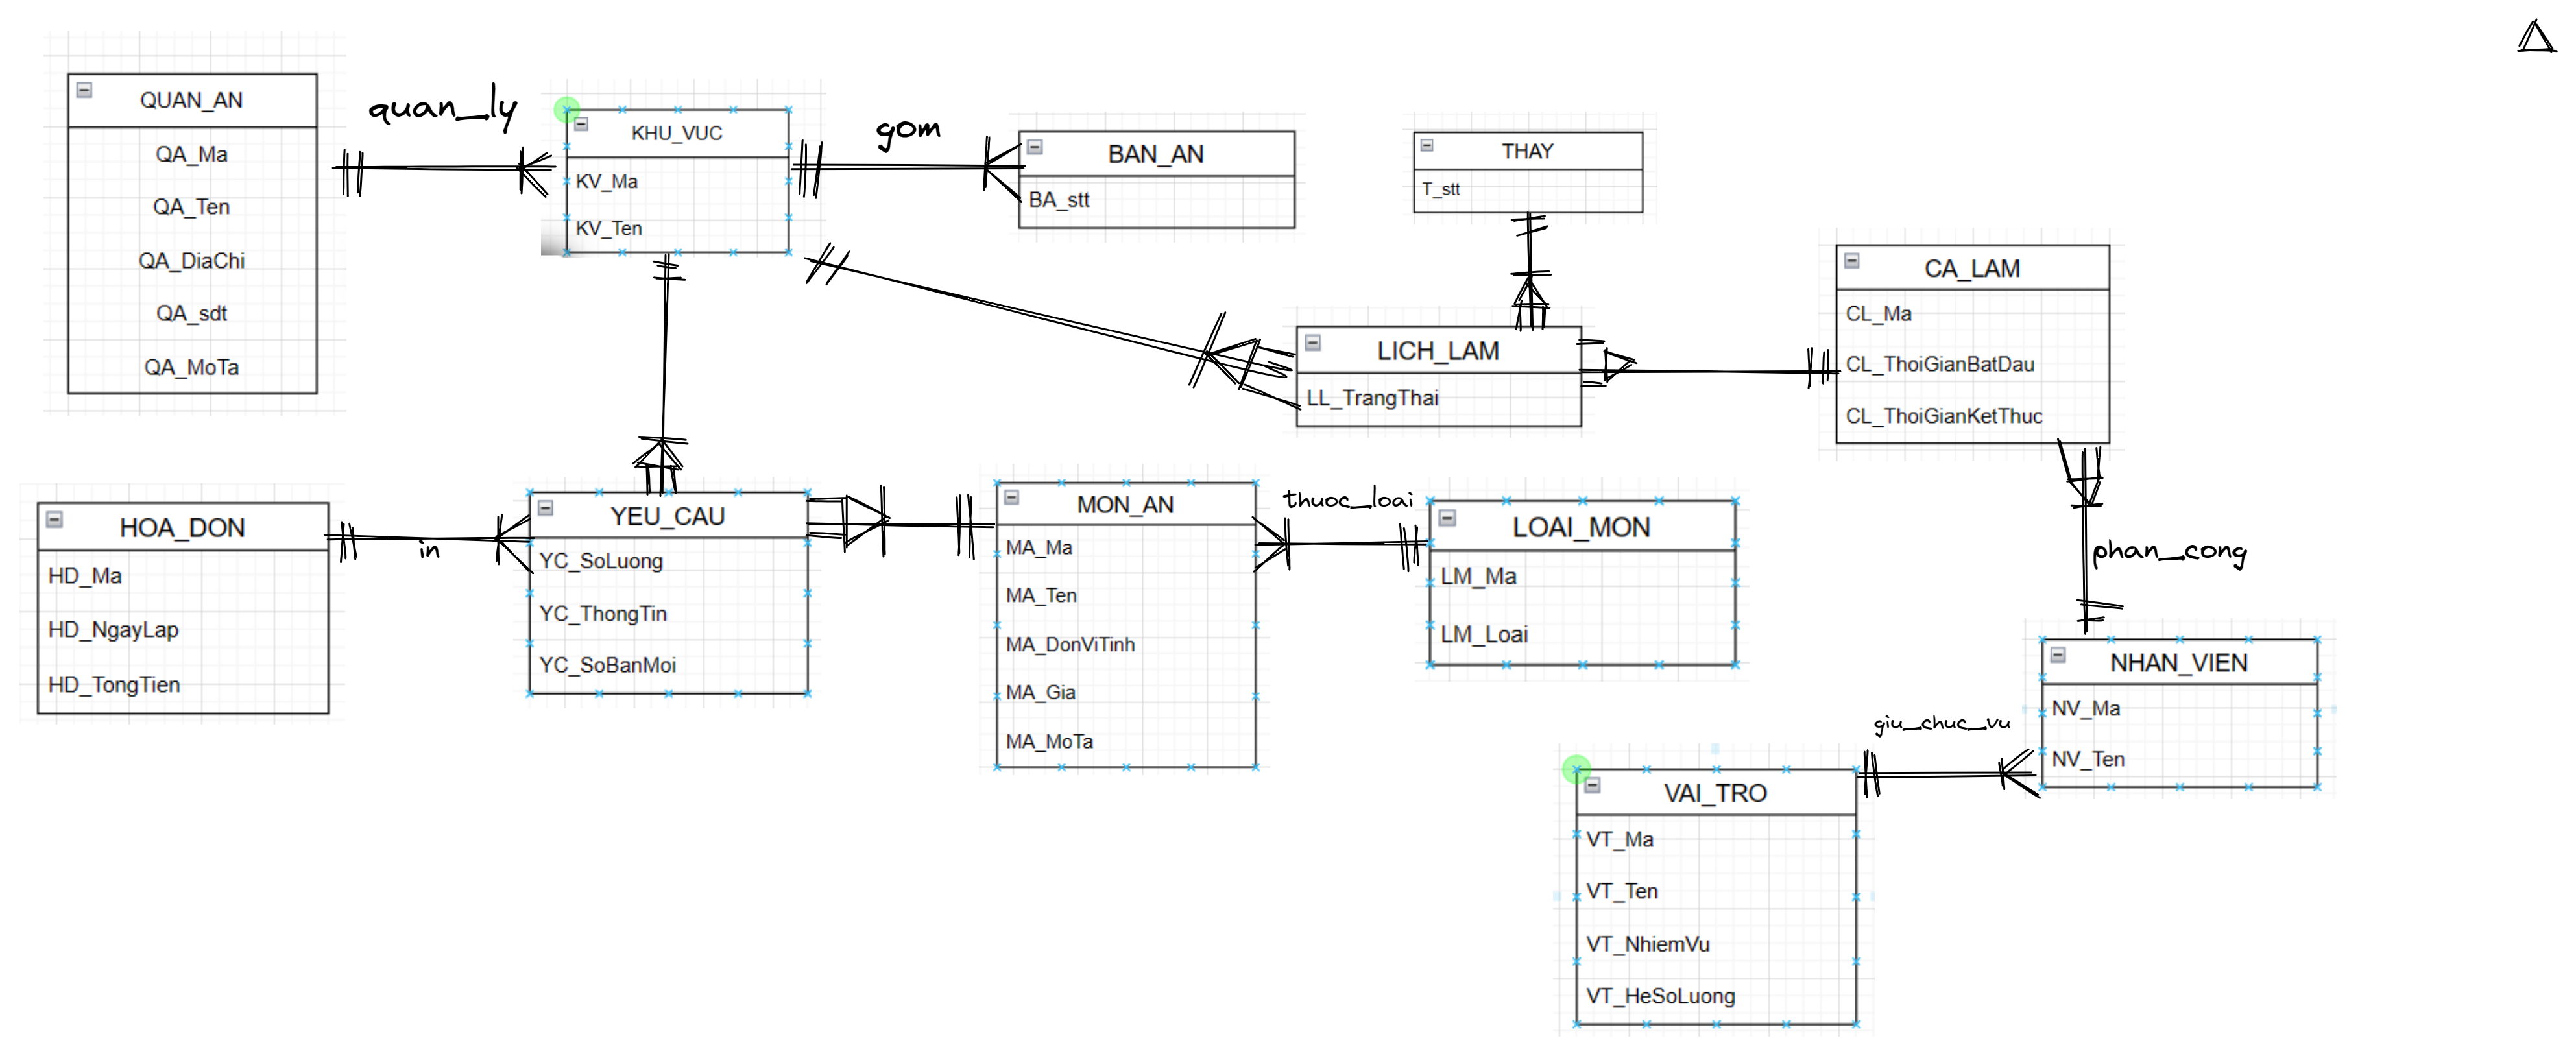 QUAN_AN
QA_Ma
QA_Ten
QA_DiaChi
QA_sdt
QA_MoTa
quan_ly
KHU_VUC
KV_Ma
KV_Ten
gom
BAN_AN
BA_stt
THAY
T_stt
LICH_LAM
LL_TrangThai
CA_LAM
CL_Ma
CL_ThoiGianBatDau
CL_ThoiGianKetThuc
HOA_DON
HD_Ma
HD_NgayLap
HD_TongTien
in
YEU_CAU
YC_SoLuong
YC_ThongTin
YC_SoBanMoi
MON_AN
MA_Ma
MA_Ten
MA_DonViTinh
MA_Gia
MA_MoTa
thuoc_loai
LOAI_MON
LM_Ma
LM_Loai
phan_cong
NHAN_VIEN
NV_Ma
NV_Ten
giu_chuc_vu
VAI_TRO
VT_Ma
VT_Ten
VT_NhiemVu
VT_HeSoLuong